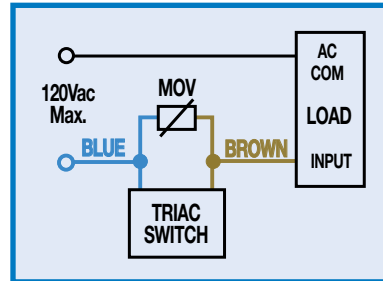 AC
COM
MOV
120Vac
Max.
LOAD
BLUE
BROWN
INPUT
TRIAC
SWITCH